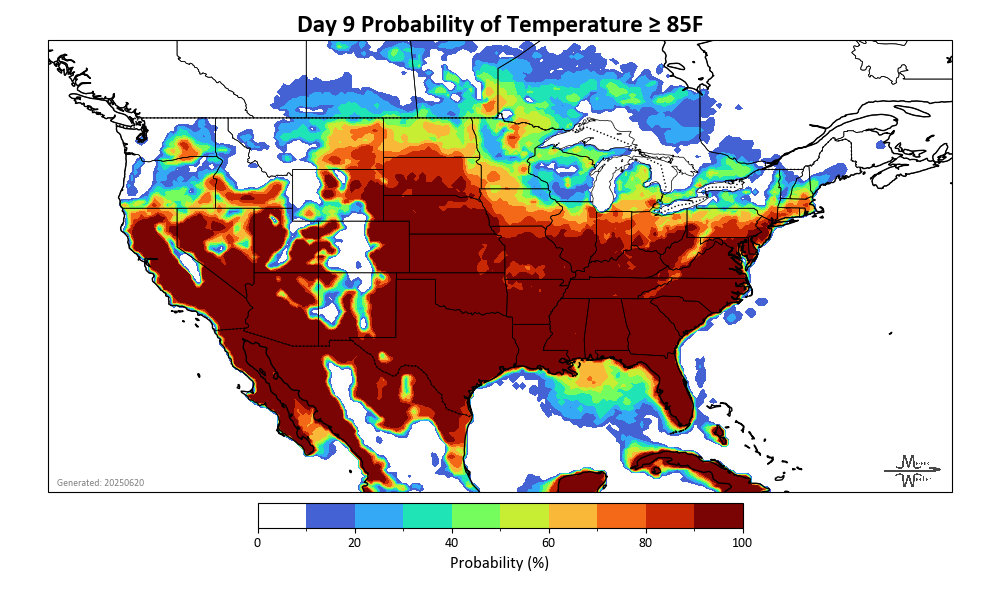 Day 9 Probability of Temperature ≥ 85F
Generated: 20250620
0 20 40 60 80 100
Probability (%)